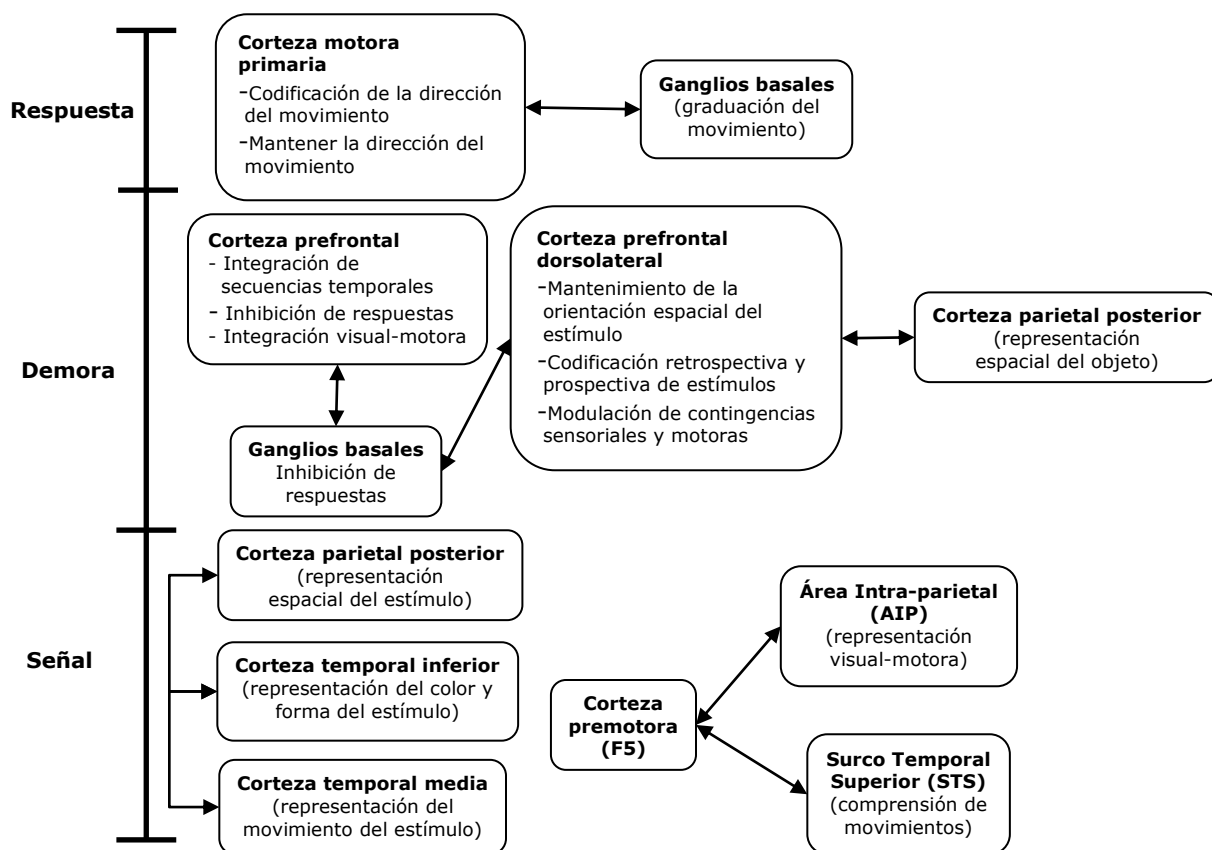 Respuesta
Corteza motora
primaria
-Codificación de la dirección
del movimiento
-Mantener la dirección del
movimiento
Ganglios basales
(graduación del
movimiento)
Demora
Corteza prefrontal
- Integración de
secuencias temporales
- Inhibición de respuestas
- Integración visual-motora
Corteza prefrontal
dorsolateral
-Mantenimiento de la
orientación espacial del
estímulo
-Codificación retrospectiva y
prospectiva de estímulos
-Modulación de contingencias
sensoriales y motoras
Corteza parietal posterior
(representación
espacial del objeto)
Ganglios basales
Inhibición de
respuestas
Señal
Corteza parietal posterior
(representación
espacial del estímulo)
Corteza temporal inferior
(representación del color y
forma del estímulo)
Corteza temporal media
(representación del
movimiento del estímulo)
Corteza
premotora
(F5)
Área Intra-parietal
(AIP)
(representación
visual-motora)
Surco Temporal
Superior (STS)
(comprensión de
movimientos)